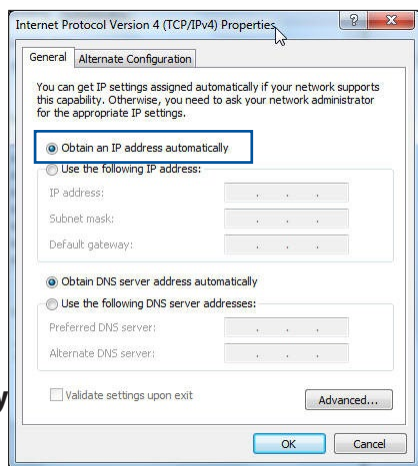 Internet Protocol Version 4 (TCP/IPv4) Properties
General Alternate Configuration
You can get IP settings assigned automatically if your network supports
this capability. Otherwise, you need to ask your network administrator
for the appropriate IP settings.
Obtain an IP address automatically
Use the following IP address:
IP address:
Subnet mask:
Default gateway:
Obtain DNS server address automatically
Use the following DNS server addresses:
Preferred DNS server:
Alternate DNS server:
y
Validate settings upon exit
Advanced...
OK Cancel